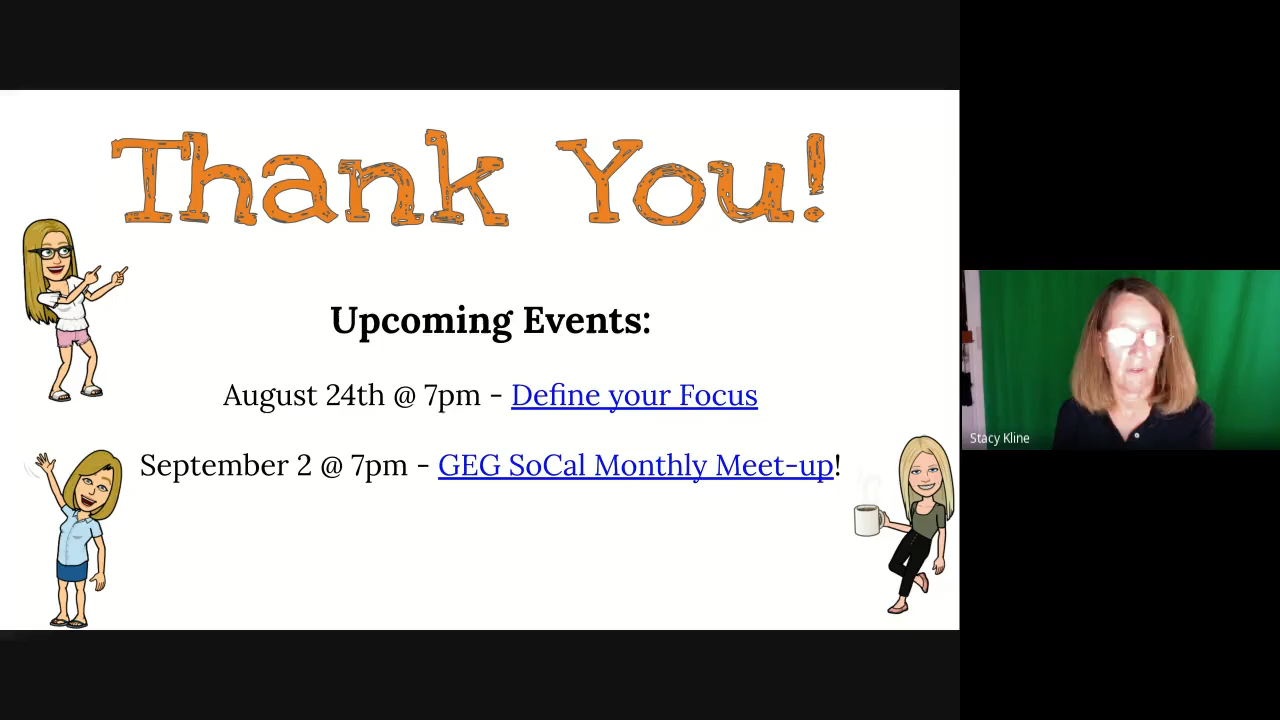 Thank You!
Upcoming Events:
August 24th @ 7pm - Define your Focus
September 2 @ 7pm - GEG SoCal Monthly Meet-up!
Stacy Kline